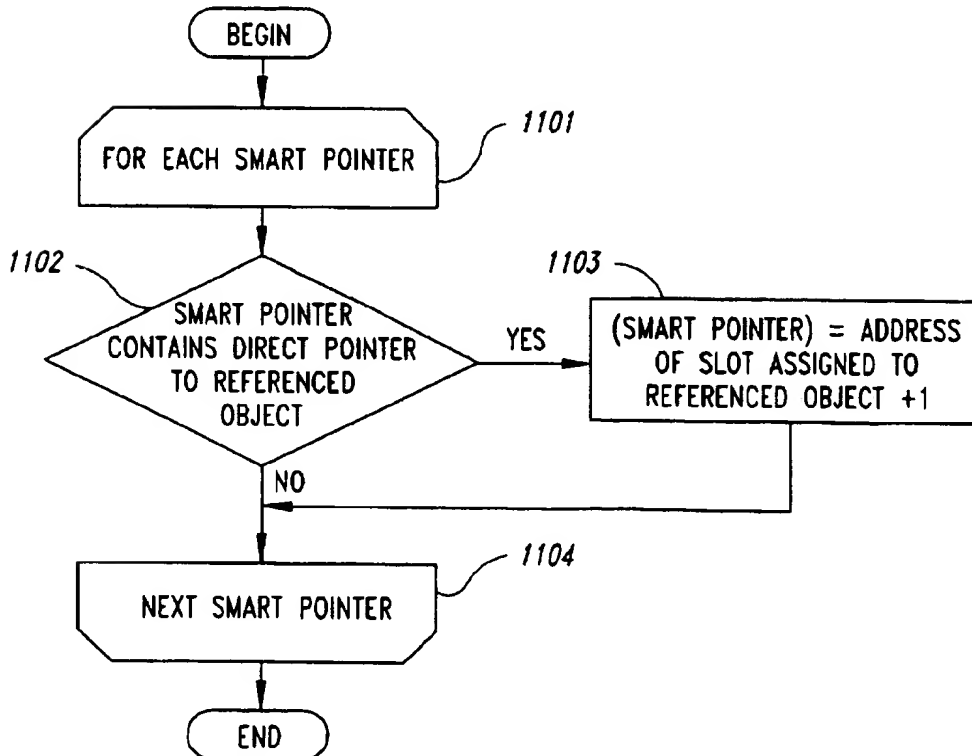 BEGIN
1101
FOR EACH SMART POINTER
1102
SMART POINTER
CONTAINS DIRECT POINTER
TO REFERENCED
OBJECT
YES
1103
(SMART POINTER) = ADDRESS
OF SLOT ASSIGNED TO
REFERENCED OBJECT +1
NO
1104
NEXT SMART POINTER
END